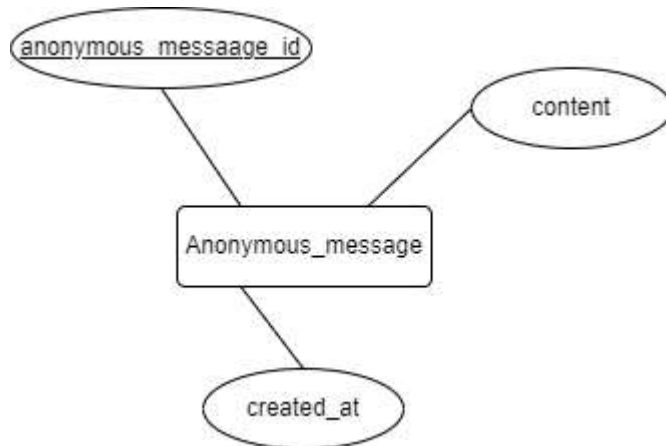 anonymous_messaage_id
content
Anonymous_message
created_at